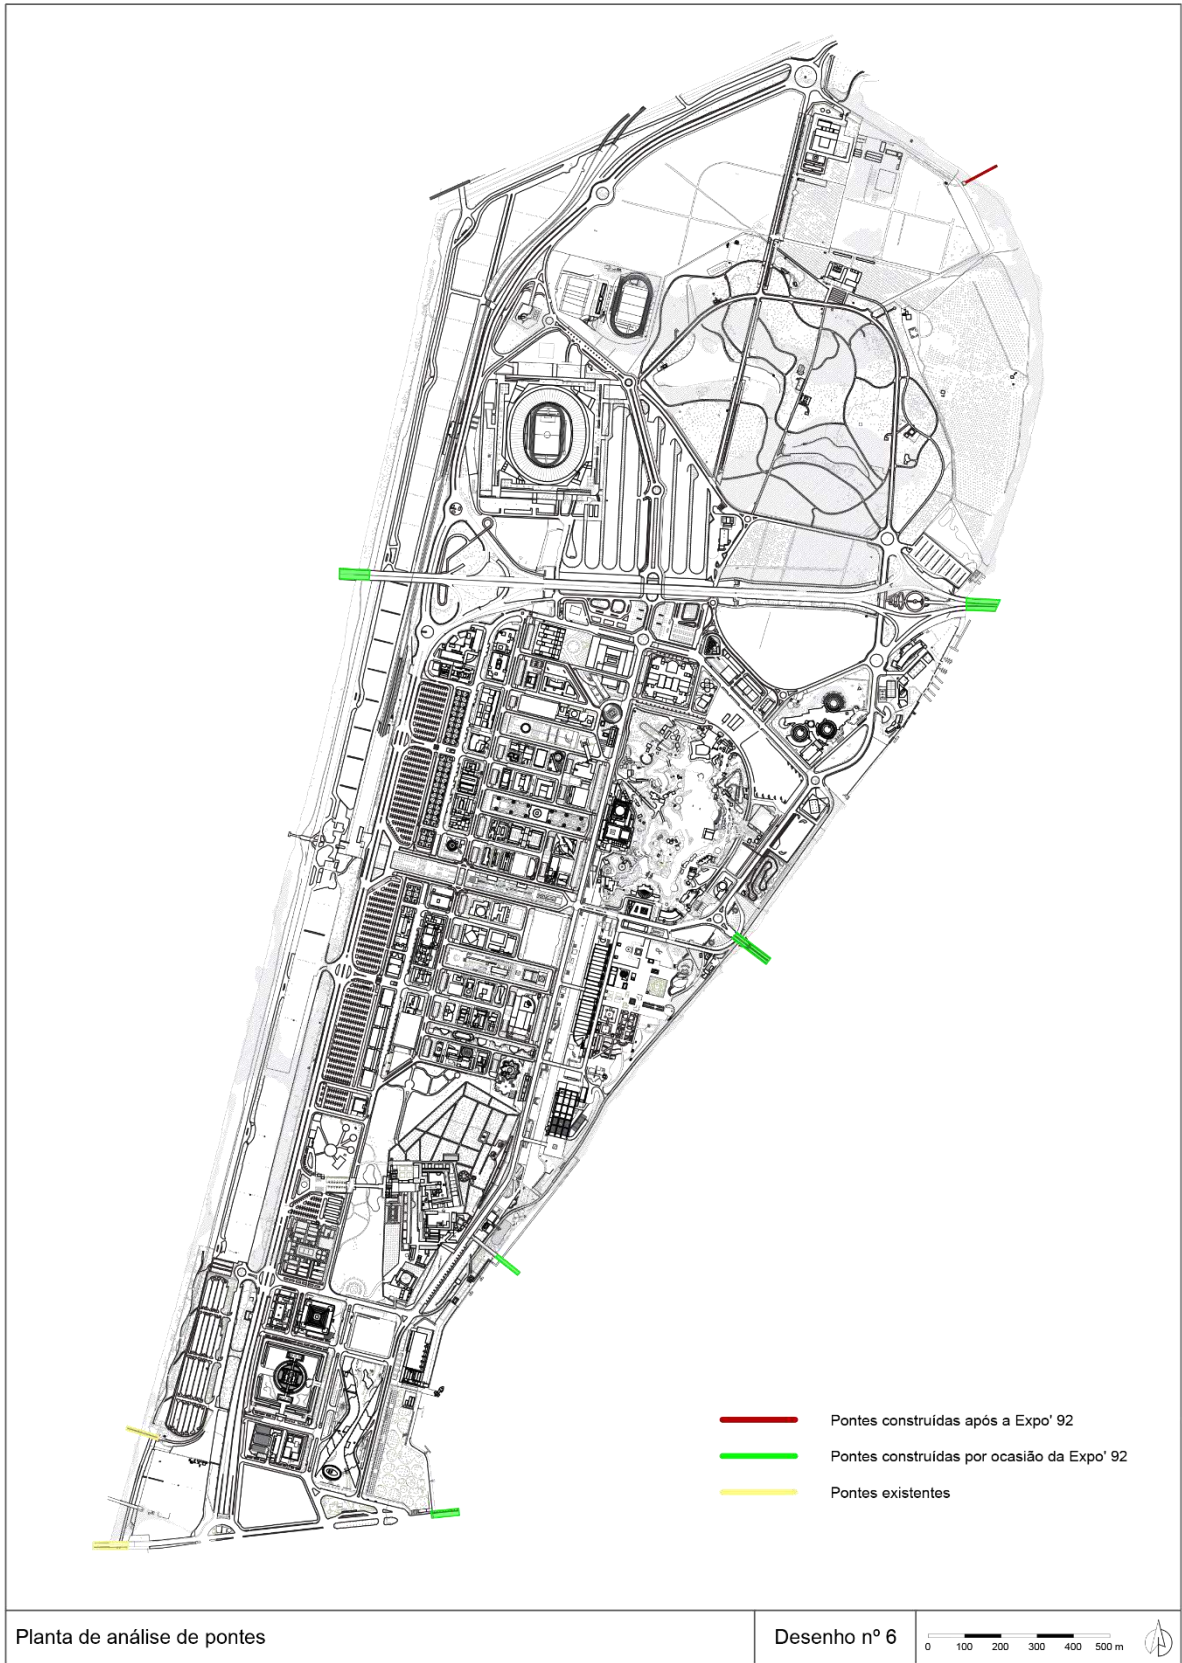 Pontes construídas após a Expo' 92
Pontes construídas por ocasião da Expo' 92
Pontes existentes
Planta de análise de pontes
Desenho nº 6
0 100 200 300 400 500 m